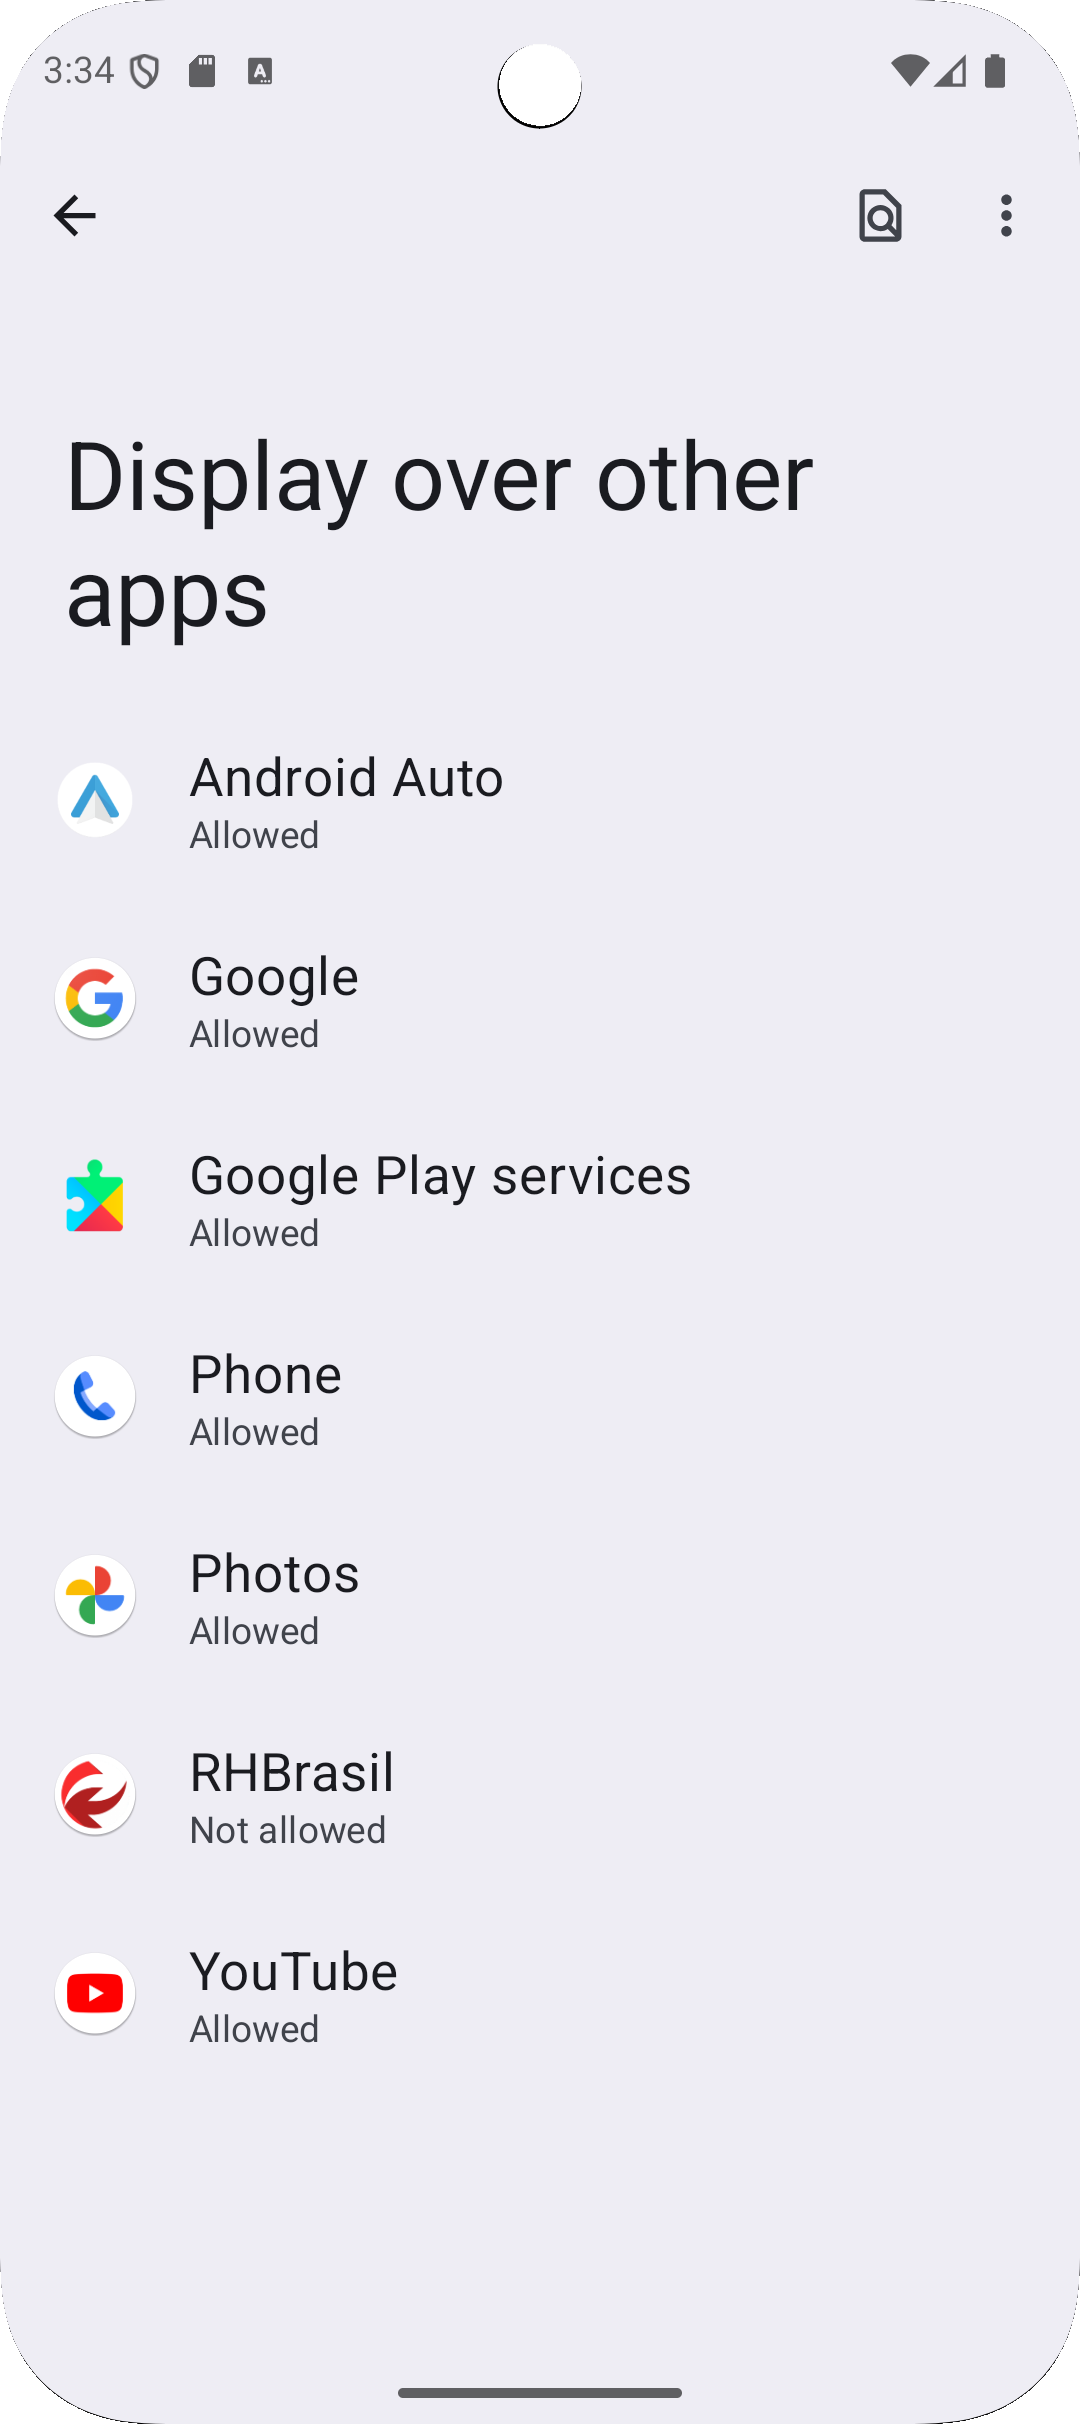 3:34
Display over other
apps
Android Auto
Allowed
Google
Allowed
Google Play services
Allowed
Phone
Allowed
Photos
Allowed
RHBrasil
Not allowed
YouTube
Allowed